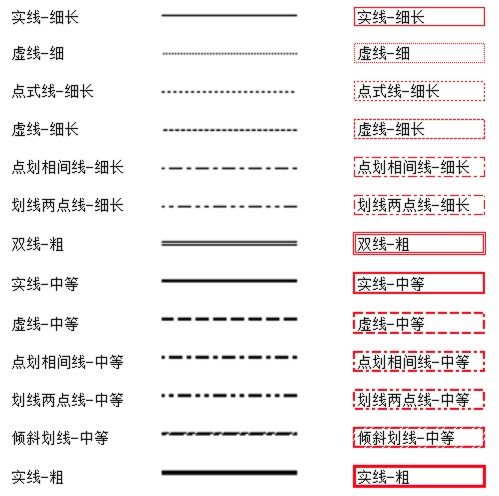 实线-细长 实线-细长
虚线-细 虚线-细
点式线-细长 点式线-细长
虚线-细长 虚线-细长
点划相间线-细长 点划相间线-细长
划线两点线-细长 划线两点线-细长
双线-粗 双线-粗
实线-中等 实线-中等
虚线-中等 虚线-中等
点划相间线-中等 点划相间线-中等
划线两点线-中等 划线两点线-中等
倾斜划线-中等 倾斜划线-中等
实线-粗 实线-粗